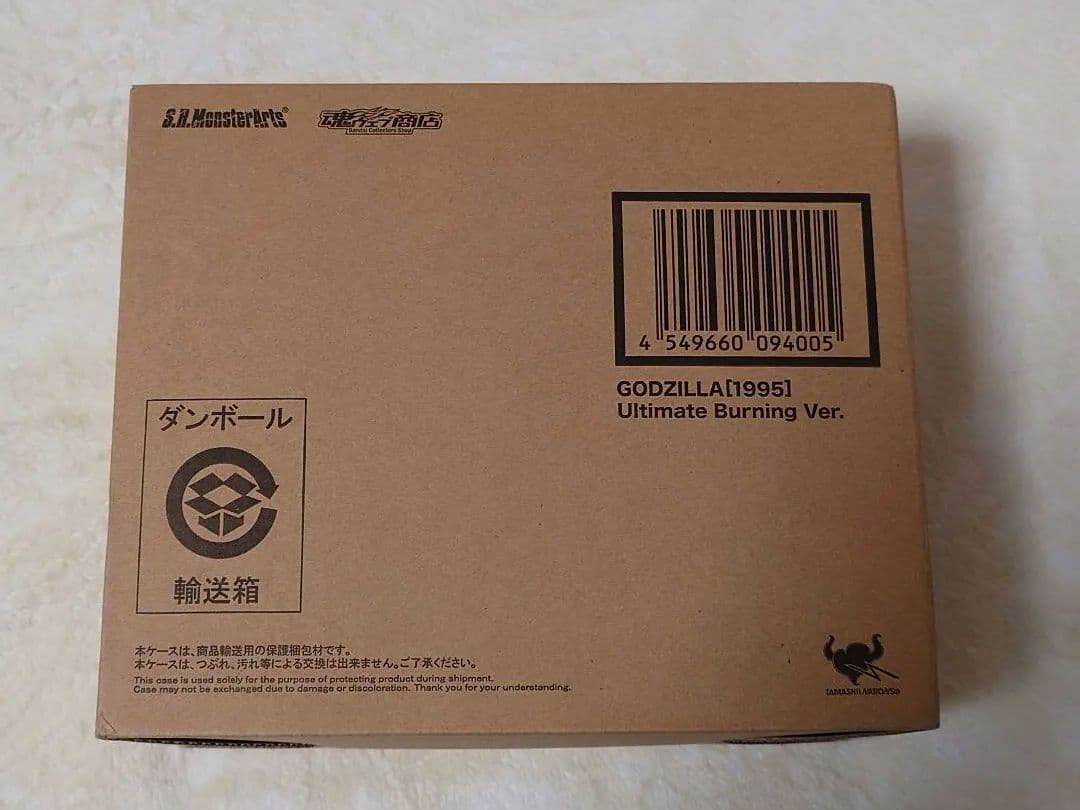 S.H.MonsterArts®
魂ウェブ商店
Bandai Collectors Shop
4 549660 094005
GODZILLA[1995]
Ultimate Burning Ver.
ダンボール
輸送箱
本ケースは、商品輸送用の保護梱包材です。
本ケースは、つぶれ、汚れ等による交換は出来ません。ご了承ください。
This case is used solely for the purpose of protecting product during shipment.
Case may not be exchanged due to damage or discoloration. Thank you for your understanding.
TAMASHII NATIONS®